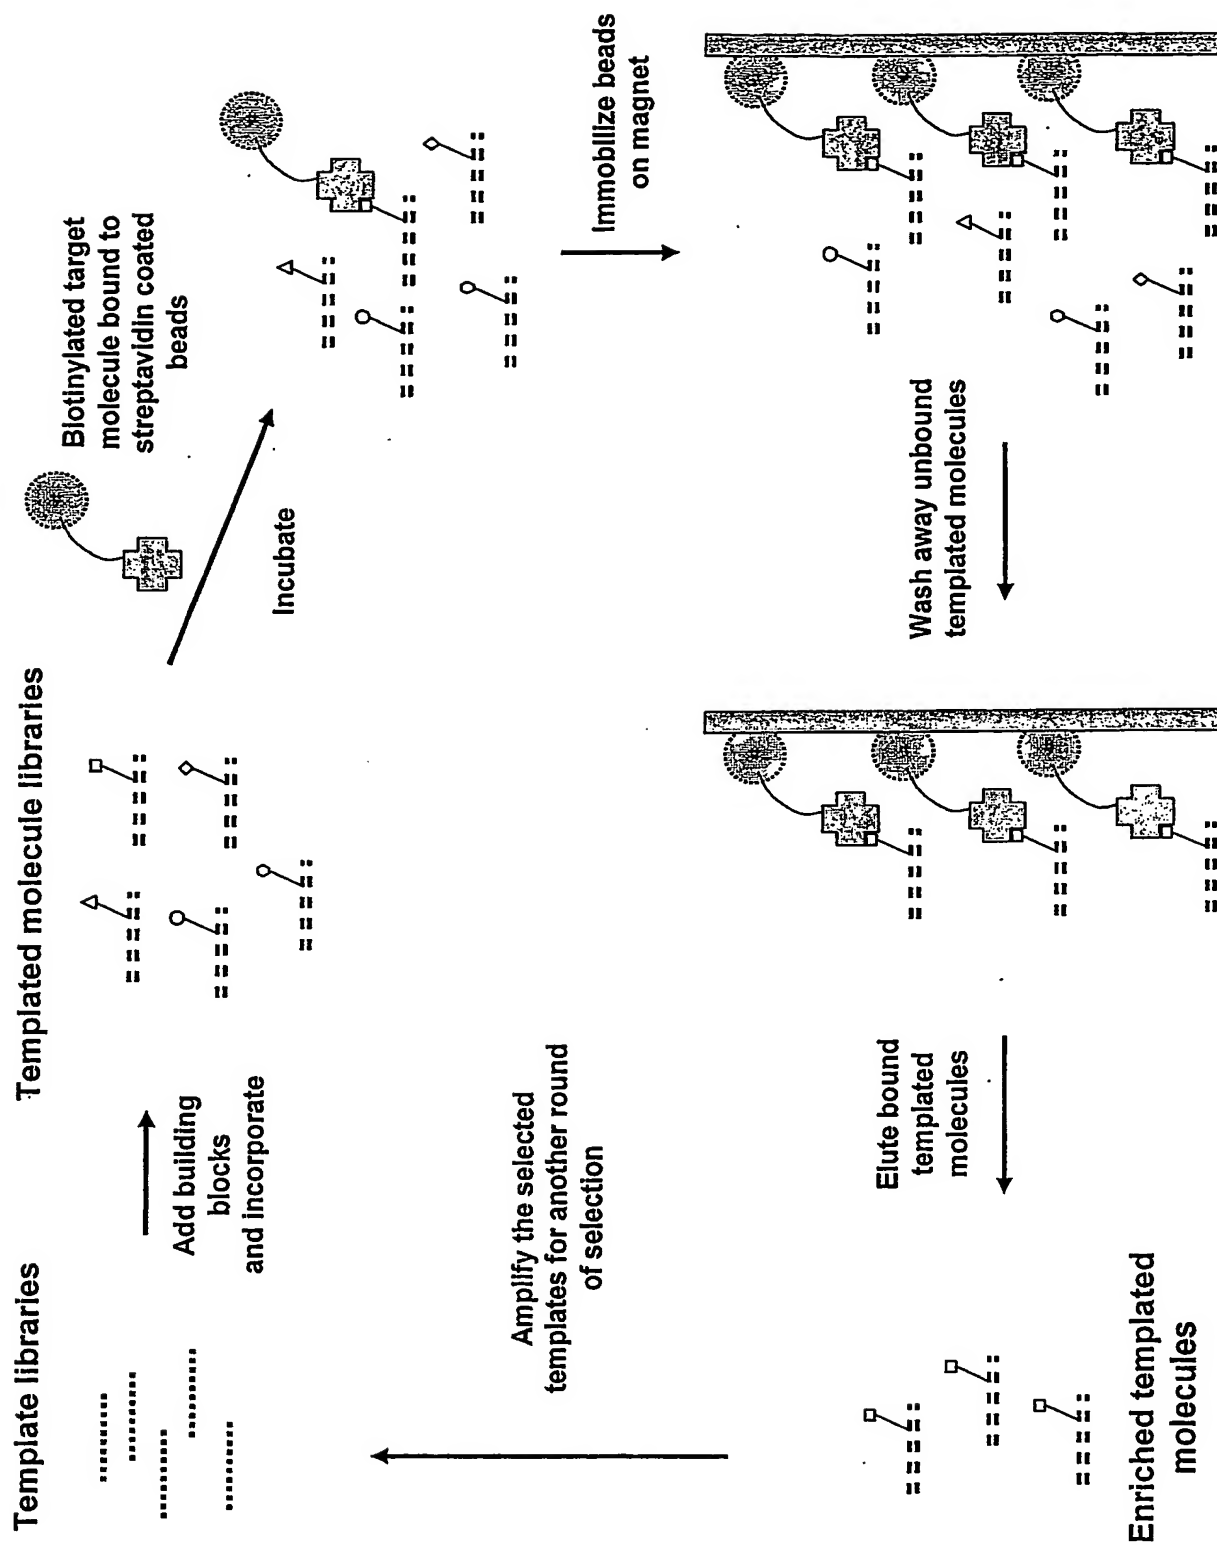 Template libraries
Add building
blocks
and incorporate
Templated molecule libraries
Incubate
Biotinylated target
molecule bound to
streptavidin coated
beads
Immobilize beads
on magnet
Wash away unbound
templated molecules
Elute bound
templated
molecules
Enriched templated
molecules
Amplify the selected
templates for another round
of selection